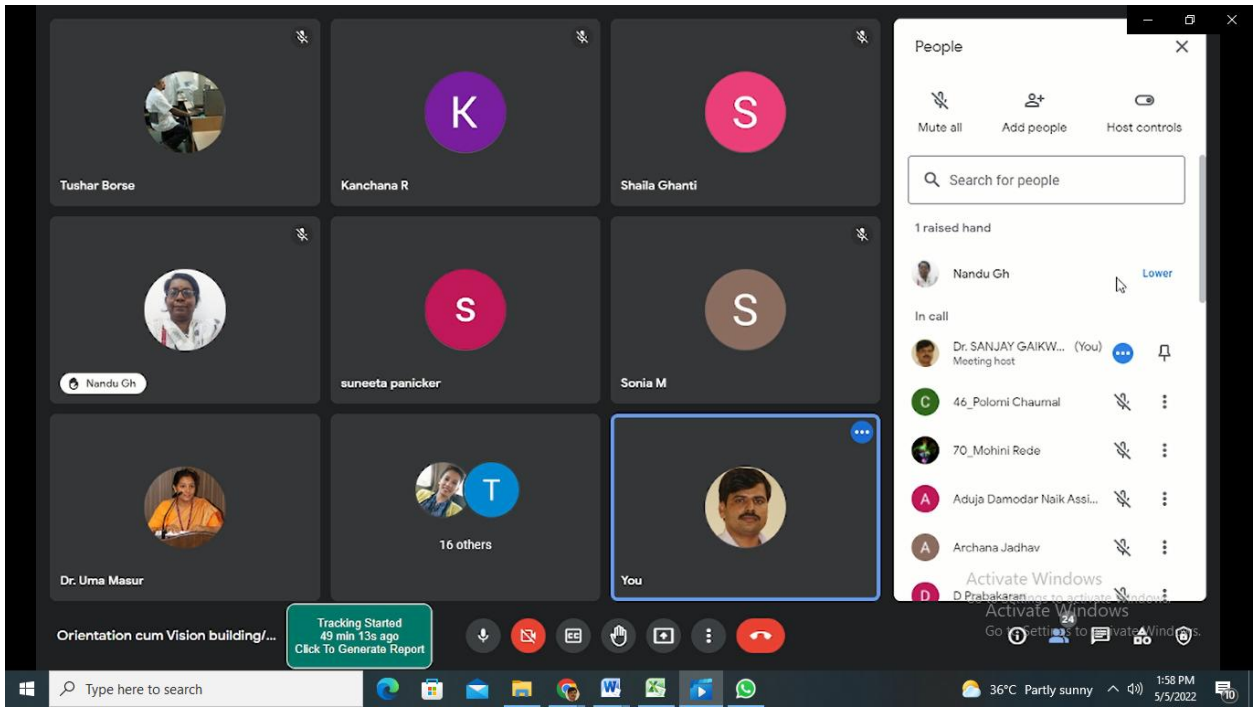 Tushar Borse
K
Kanchana R
S
Shaila Ghanti
Nandu Gh
s
suneeta panicker
S
Sonia M
Dr. Uma Masur
T
16 others
You
People
Mute all
Add people
Host controls
Search for people
1 raised hand
Nandu Gh
Lower
In call
Dr. SANJAY GAIKW... (You)
Meeting host
C
46_Polomi Chaurnal
70_Mohini Rede
A
Aduja Damodar Naik Assi...
A
Archana Jadhav
D
D Prabakaran
Activate Windows
Activate Windows
Orientation cum Vision building/...
Tracking Started
49 min 13s ago
Click To Generate Report
CC
24
Type here to search
36°C Partly sunny
1:58 PM
5/5/2022
10